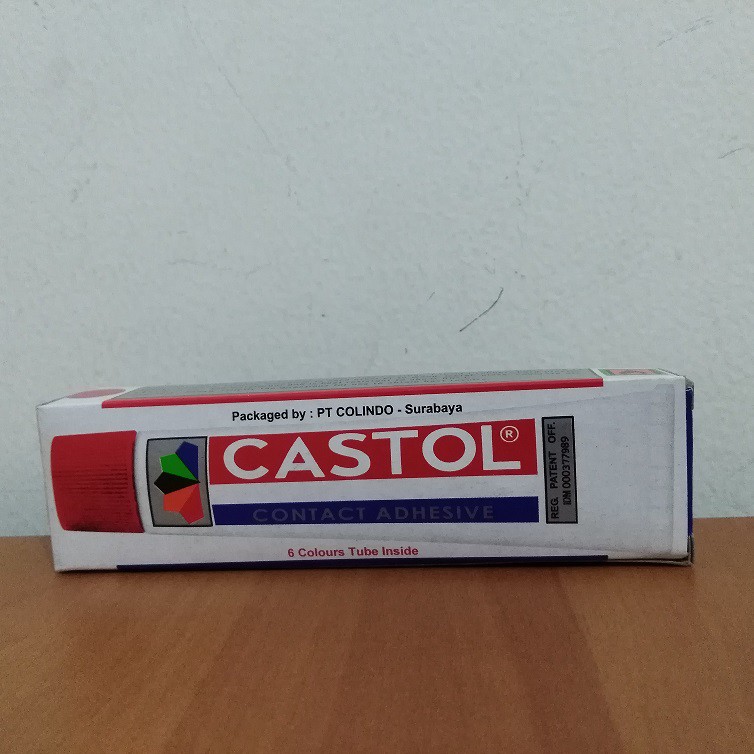 Packaged by : PT COLINDO - Surabaya
CASTOL®
CONTACT ADHESIVE
REG. PATENT OFF.
IDM 000377989
6 Colours Tube Inside